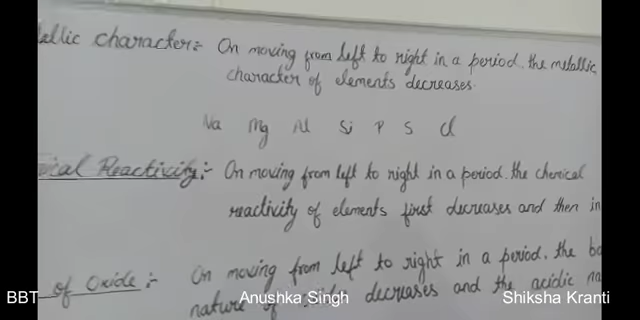 allic character:- On moving from left to right in a period. the metallic
character of elements decreases.
Na Mg Al Si P S Cl
ical Reactivity:- On moving from left to right in a period. the chemical
reactivity of elements first decreases and then in
of Oxide:- On moving from left to right in a period. the ba
nature of decreases and the acidic na
BBT Anushka Singh Shiksha Kranti